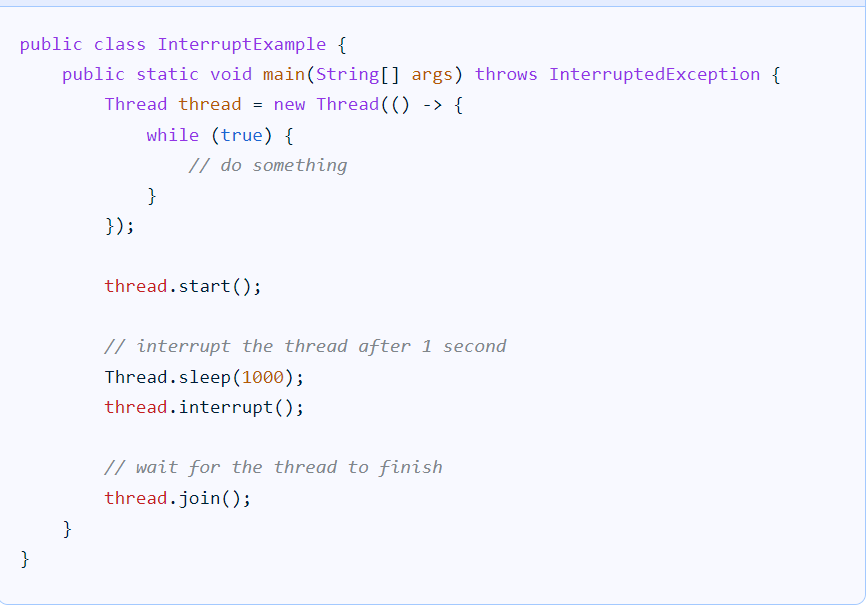 public class InterruptExample {
    public static void main(String[] args) throws InterruptedException {
        Thread thread = new Thread(() -> {
            while (true) {
                // do something
            }
        });

        thread.start();

        // interrupt the thread after 1 second
        Thread.sleep(1000);
        thread.interrupt();

        // wait for the thread to finish
        thread.join();
    }
}